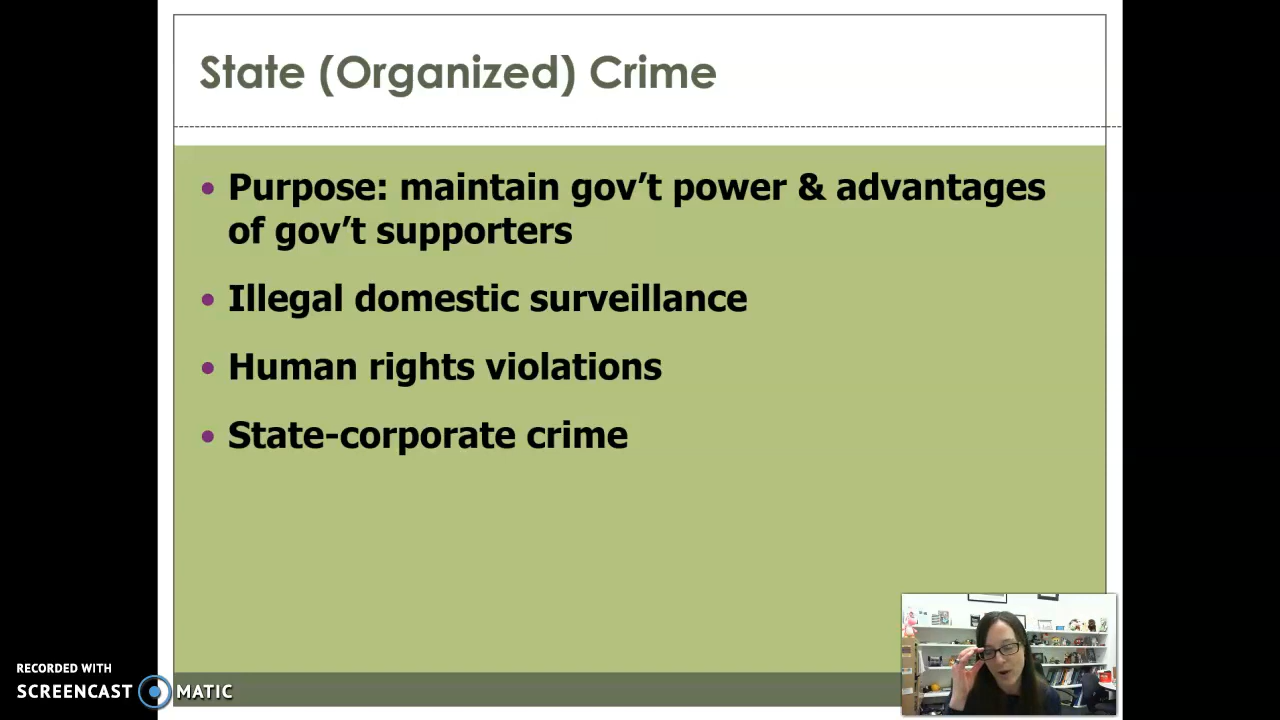 State (Organized) Crime
• Purpose: maintain gov’t power & advantages
of gov’t supporters
• Illegal domestic surveillance
• Human rights violations
• State-corporate crime
RECORDED WITH
SCREENCAST MATIC